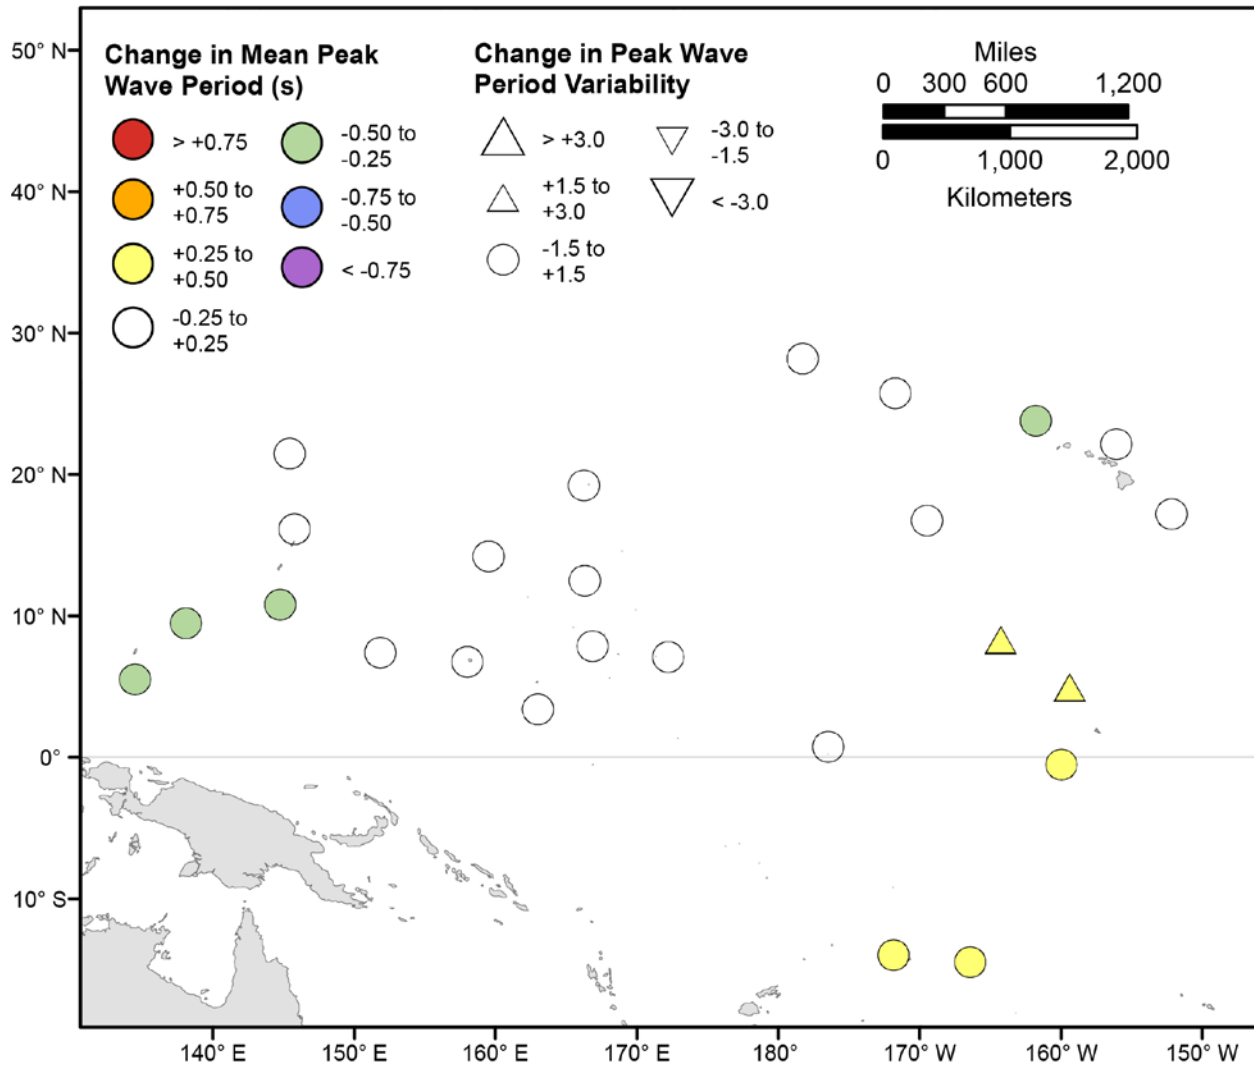 Change in Mean Peak
Wave Period (s)
> +0.75
+0.50 to
+0.75
+0.25 to
+0.50
-0.25 to
+0.25
-0.50 to
-0.25
-0.75 to
-0.50
< -0.75
Change in Peak Wave
Period Variability
> +3.0
+1.5 to
+3.0
-1.5 to
+1.5
-3.0 to
-1.5
< -3.0
Miles
0 300 600 1,200
0 1,000 2,000
Kilometers
50° N
40° N
30° N
20° N
10° N
0°
10° S
140° E 150° E 160° E 170° E 180° 170° W 160° W 150° W